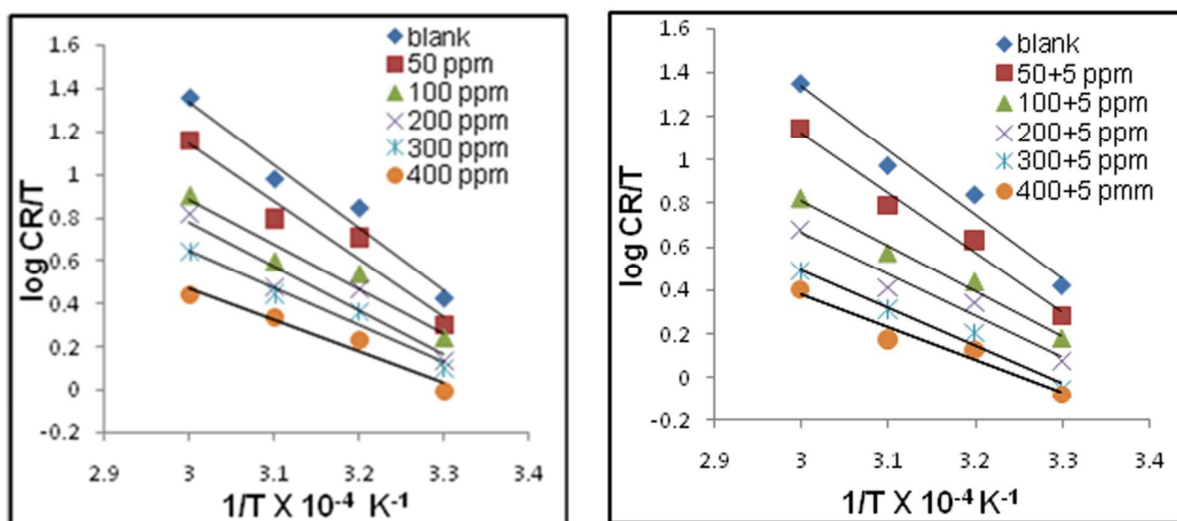 1.6
1.4
1.2
1
0.8
0.6
0.4
0.2
0
-0.2
log CR/T
2.9 3 3.1 3.2 3.3 3.4
1/T X 10⁻⁴ K⁻¹
blank
50 ppm
100 ppm
200 ppm
300 ppm
400 ppm
1.6
1.4
1.2
1
0.8
0.6
0.4
0.2
0
-0.2
log CR/T
2.9 3 3.1 3.2 3.3 3.4
1/T X 10⁻⁴ K⁻¹
blank
50+5 ppm
100+5 ppm
200+5 ppm
300+5 ppm
400+5 pmm